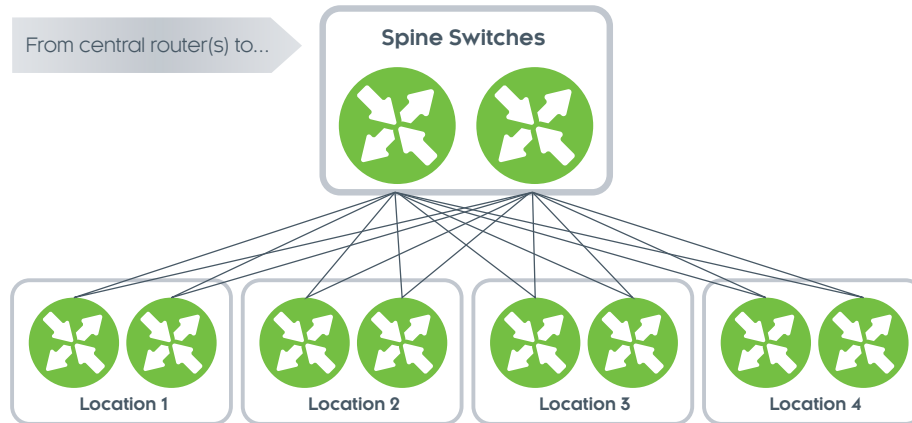 From central router(s) to...
Spine Switches
Location 1
Location 2
Location 3
Location 4